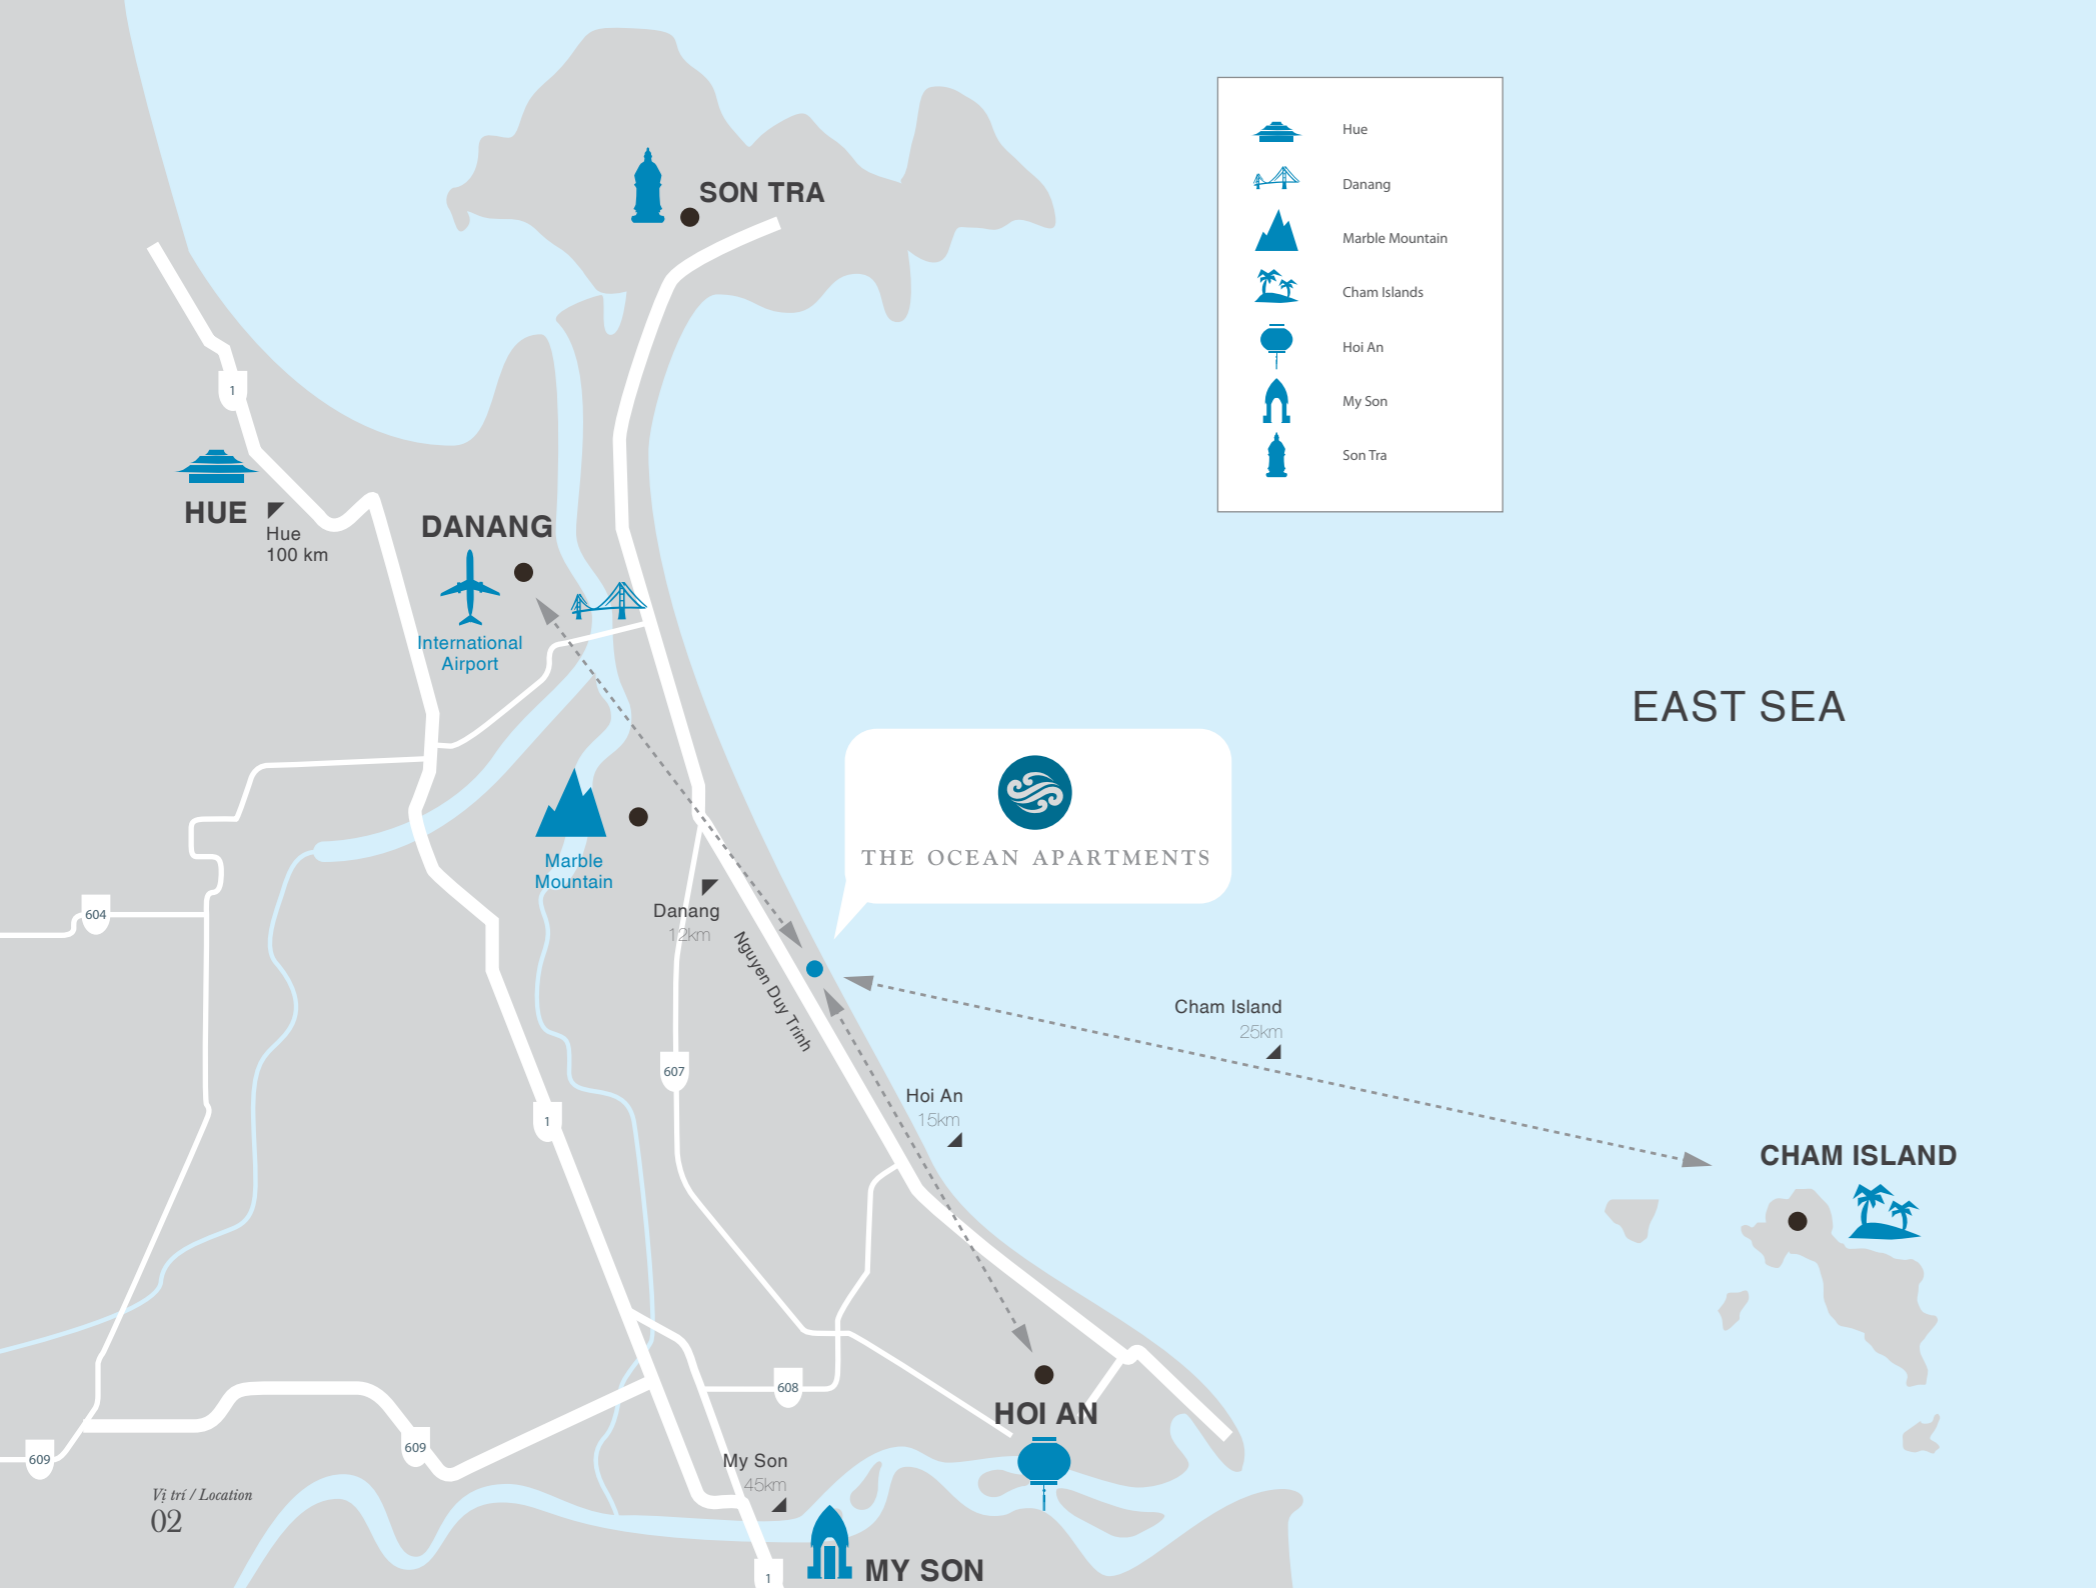 Hue
Danang
Marble Mountain
Cham Islands
Hoi An
My Son
Son Tra
SON TRA
1
HUE
Hue
100 km
DANANG
International
Airport
EAST SEA
THE OCEAN APARTMENTS
Marble
Mountain
Danang
12km
604
Nguyen Duy Trinh
Cham Island
25km
607
Hoi An
15km
1
CHAM ISLAND
608
HOI AN
609
609
My Son
45km
Vị trí / Location
02
MY SON
1